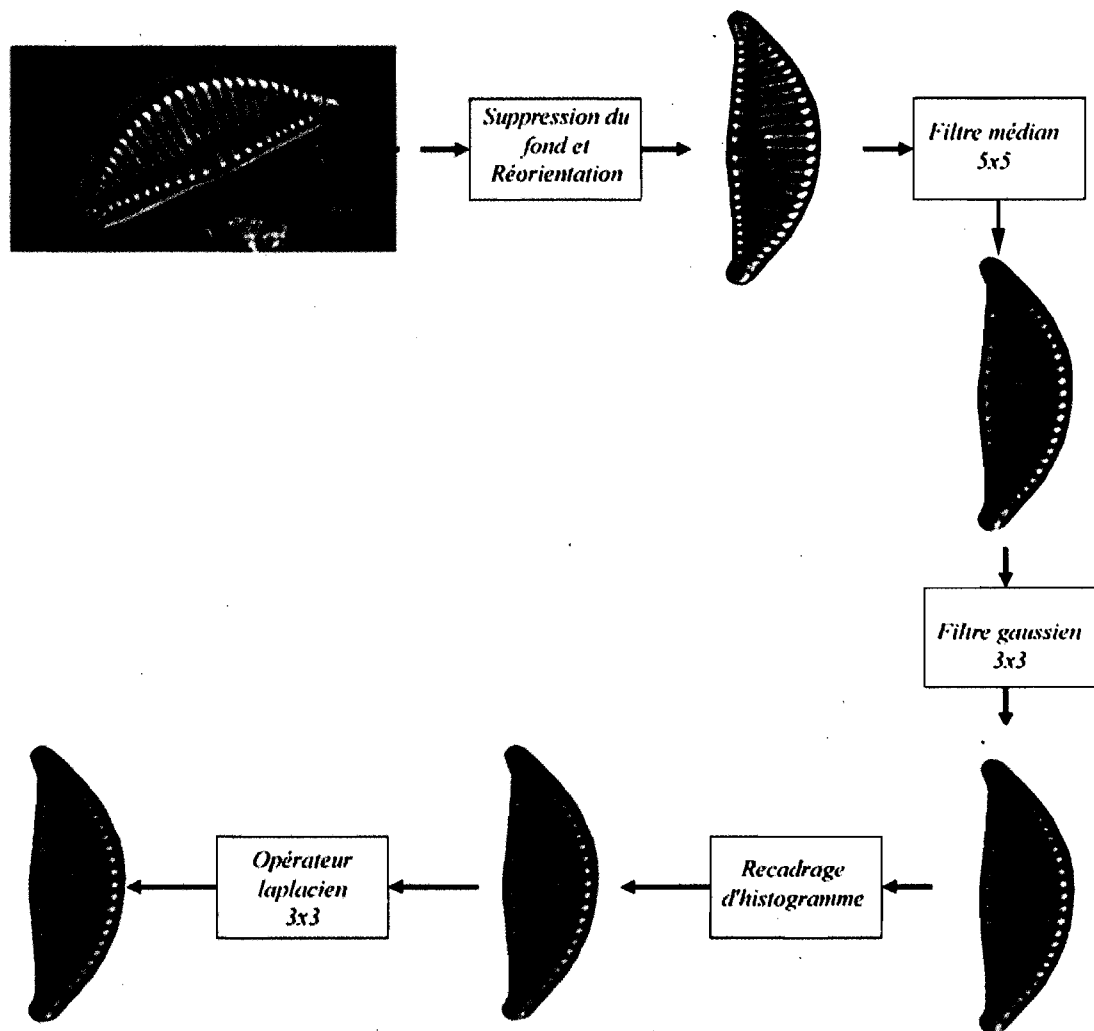 Suppression du
fond et
Réorientation
Filtre médian
5x5
Filtre gaussien
3x3
Recadrage
d'histogramme
Opérateur
laplacien
3x3